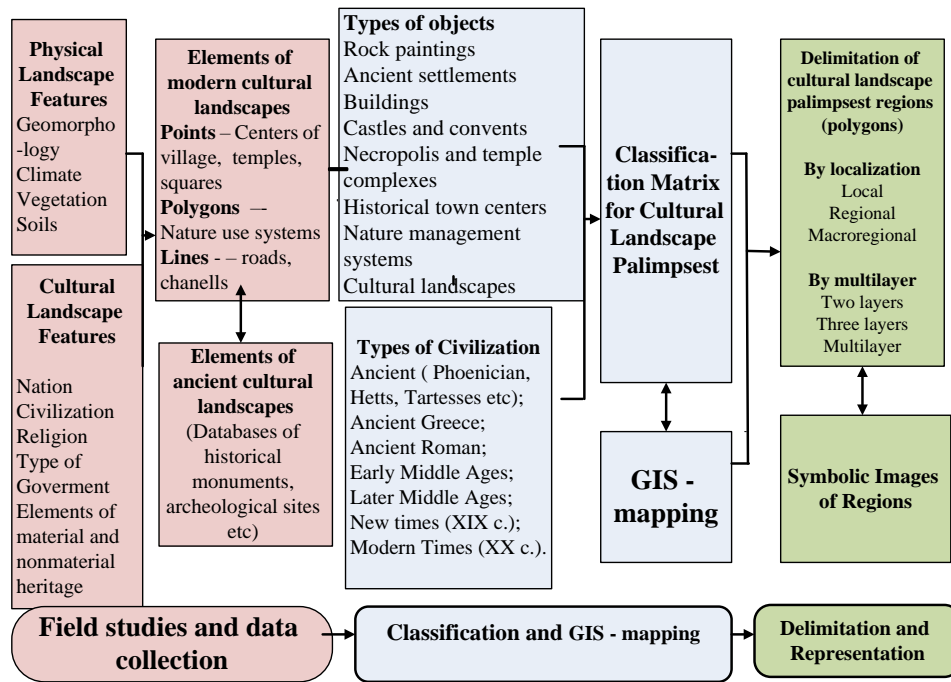 Physical
Landscape
Features
Geomorpho
-logy
Climate
Vegetation
Soils
Cultural
Landscape
Features
Nation
Civilization
Religion
Type of
Goverment
Elements of
material and
nonmaterial
heritage
Elements of
modern cultural
landscapes
Points – Centers of
village, temples,
squares
Polygons –-
Nature use systems
Lines - – roads,
chanells
Elements of
ancient cultural
landscapes
(Databases of
historical
monuments,
archeological sites
etc)
Types of objects
Rock paintings
Ancient settlements
Buildings
Castles and convents
Necropolis and temple
complexes
Historical town centers
Nature management
systems
Cultural landscapes
Types of Civilization
Ancient ( Phoenician,
Hetts, Tartesses etc);
Ancient Greece;
Ancient Roman;
Early Middle Ages;
Later Middle Ages;
New times (XIX c.);
Modern Times (XX c.).
Classifica-
tion Matrix
for Cultural
Landscape
Palimpsest
GIS -
mapping
Delimitation of
cultural landscape
palimpsest regions
(polygons)
By localization
Local
Regional
Macroregional
By multilayer
Two layers
Three layers
Multilayer
Symbolic Images
of Regions
Field studies and data
collection
Classification and GIS - mapping
Delimitation and
Representation